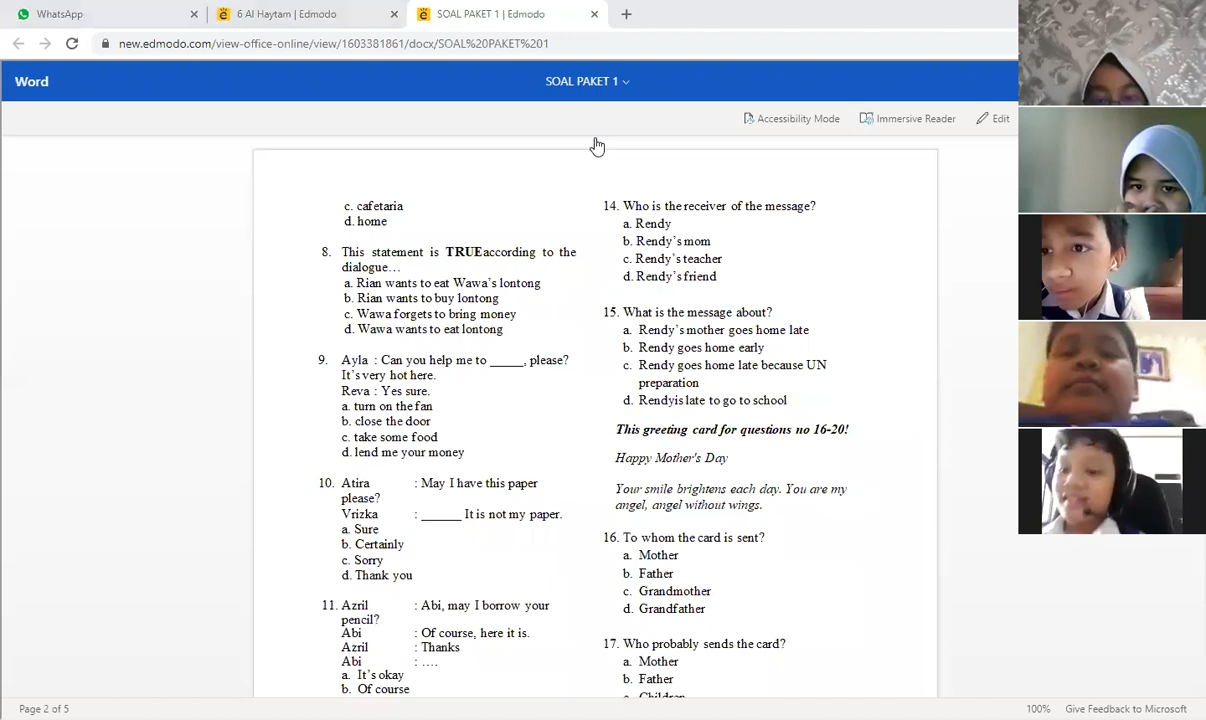 WhatsApp
6 Al Haytam | Edmodo
SOAL PAKET 1 | Edmodo
new.edmodo.com/view-office-online/view/1603381861/docx/SOAL%20PAKET%201
Word
SOAL PAKET 1
Accessibility Mode
Immersive Reader
Edit
c. cafetaria
d. home
8. This statement is TRUEaccording to the
dialogue…
a. Rian wants to eat Wawa's lontong
b. Rian wants to buy lontong
c. Wawa forgets to bring money
d. Wawa wants to eat lontong
9. Ayla : Can you help me to _____, please?
It's very hot here.
Reva : Yes sure.
a. turn on the fan
b. close the door
c. take some food
d. lend me your money
10. Atira : May I have this paper
please?
Vrizka : ______ It is not my paper.
a. Sure
b. Certainly
c. Sorry
d. Thank you
11. Azril : Abi, may I borrow your
pencil?
Abi : Of course, here it is.
Azril : Thanks
Abi : ….
a. It's okay
b. Of course
14. Who is the receiver of the message?
a. Rendy
b. Rendy's mom
c. Rendy's teacher
d. Rendy's friend
15. What is the message about?
a. Rendy's mother goes home late
b. Rendy goes home early
c. Rendy goes home late because UN
preparation
d. Rendyis late to go to school
This greeting card for questions no 16-20!
Happy Mother's Day
Your smile brightens each day. You are my
angel, angel without wings.
16. To whom the card is sent?
a. Mother
b. Father
c. Grandmother
d. Grandfather
17. Who probably sends the card?
a. Mother
b. Father
c. Children
Page 2 of 5
100%
Give Feedback to Microsoft